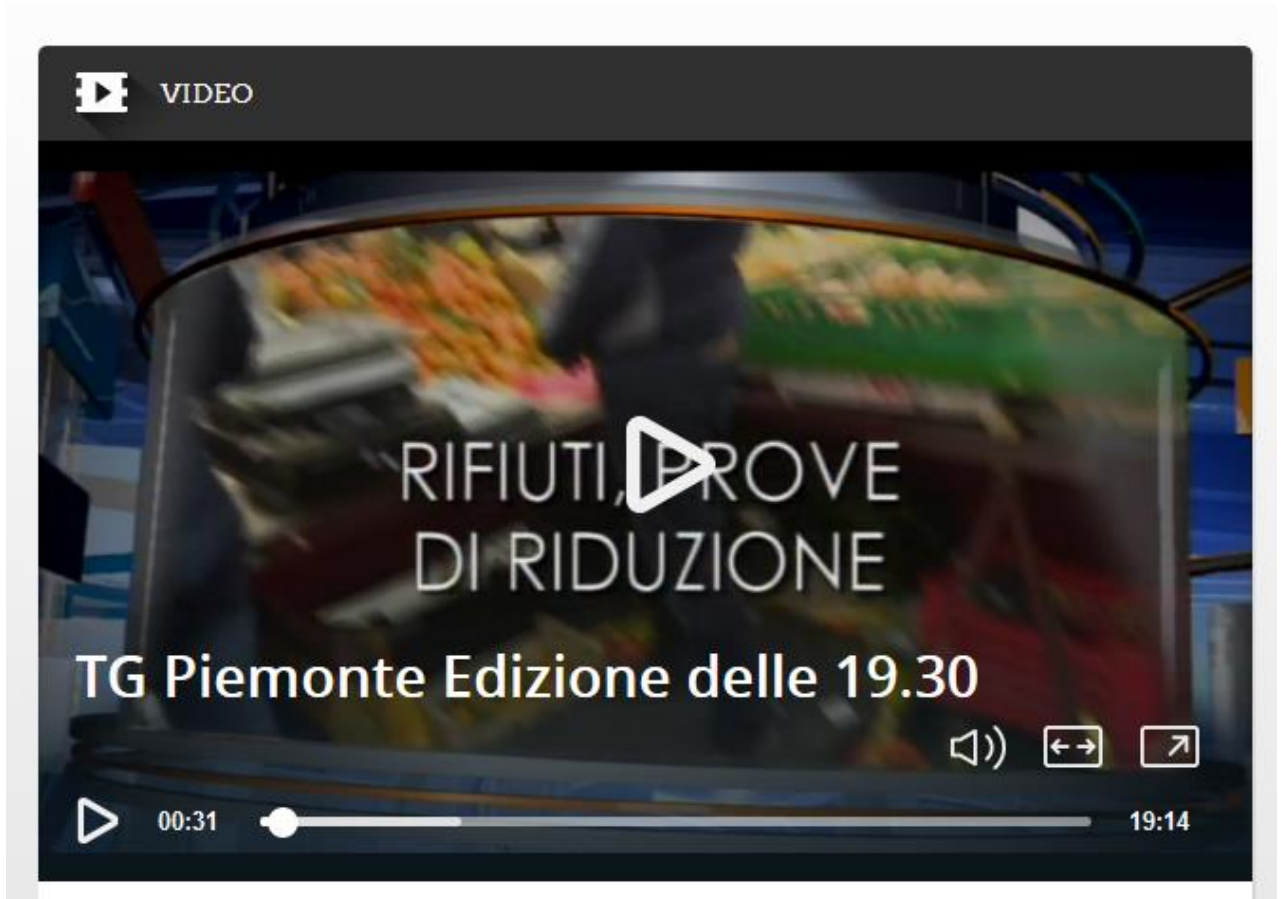 VIDEO
RIFIUTI, PROVE
DI RIDUZIONE
TG Piemonte Edizione delle 19.30
00:31
19:14